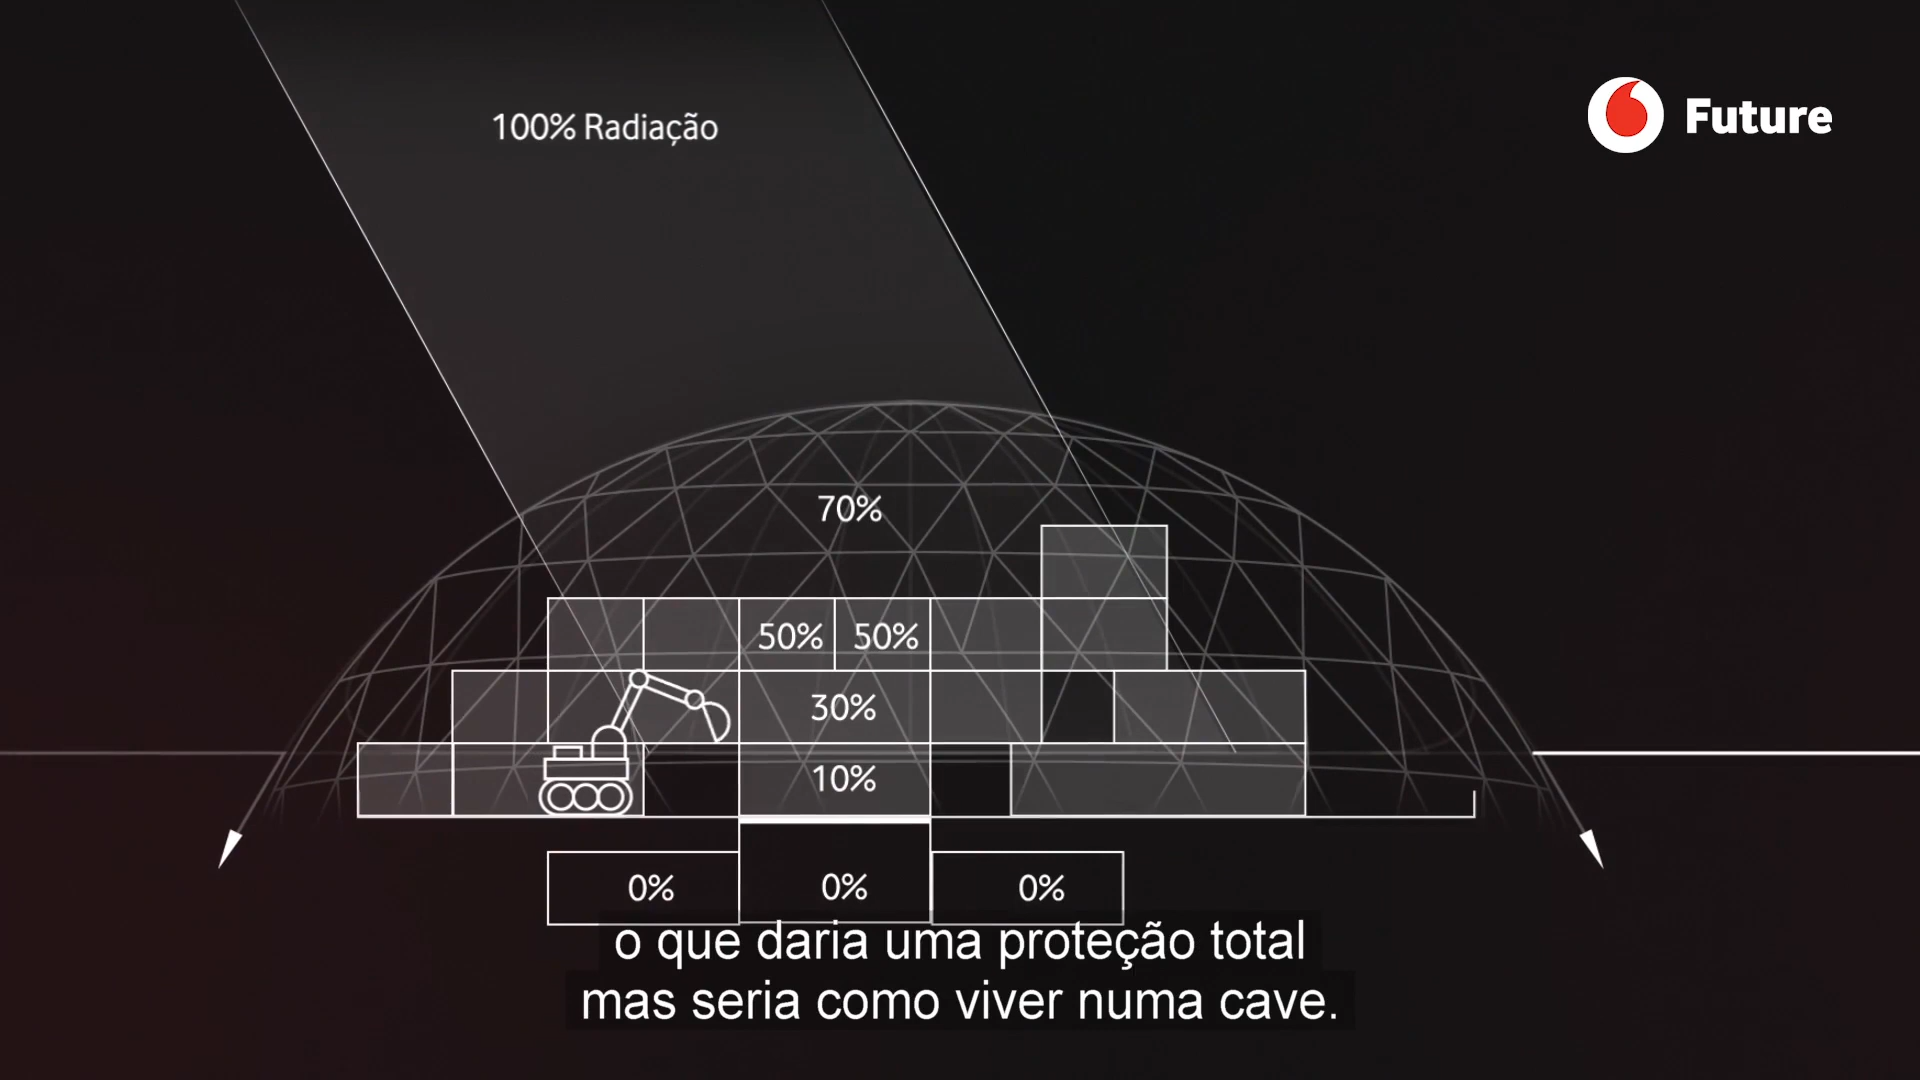 100% Radiação
Future
70%
50% 50%
30%
10%
0% 0% 0%
o que daria uma proteção total
mas seria como viver numa cave.